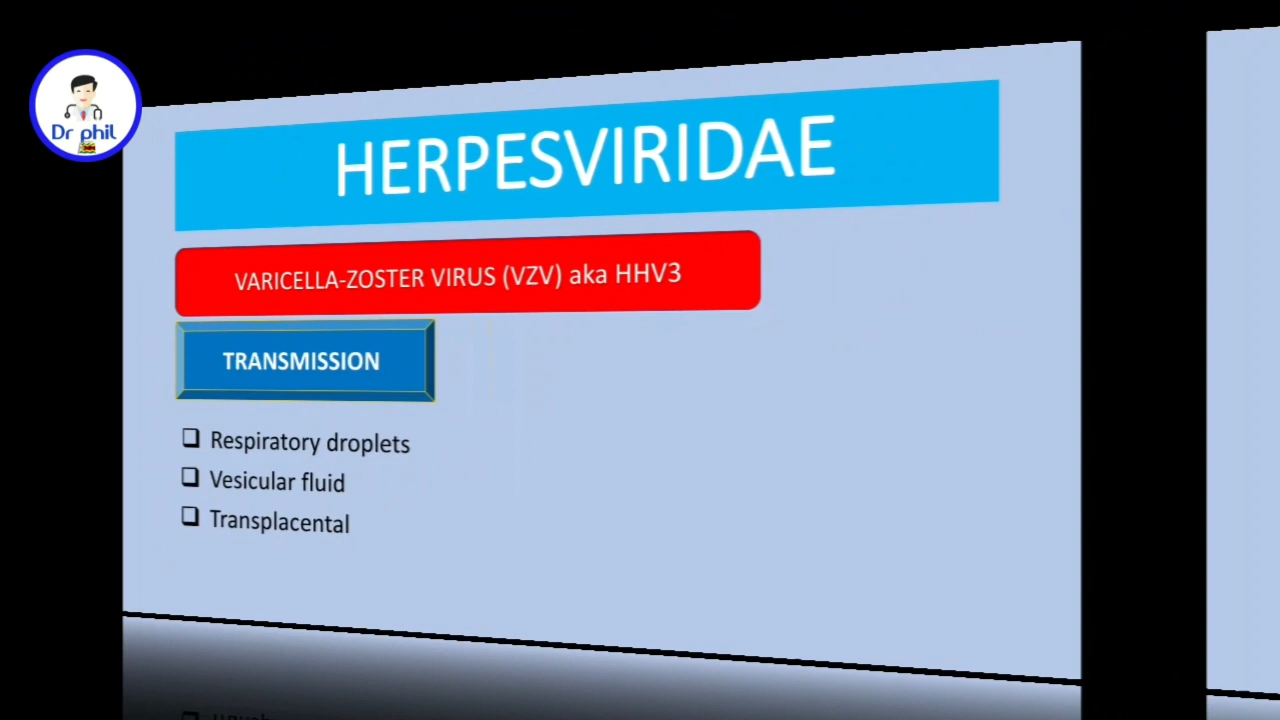 Dr phil
HERPESVIRIDAE
VARICELLA-ZOSTER VIRUS (VZV) aka HHV3
TRANSMISSION
❑ Respiratory droplets
❑ Vesicular fluid
❑ Transplacental